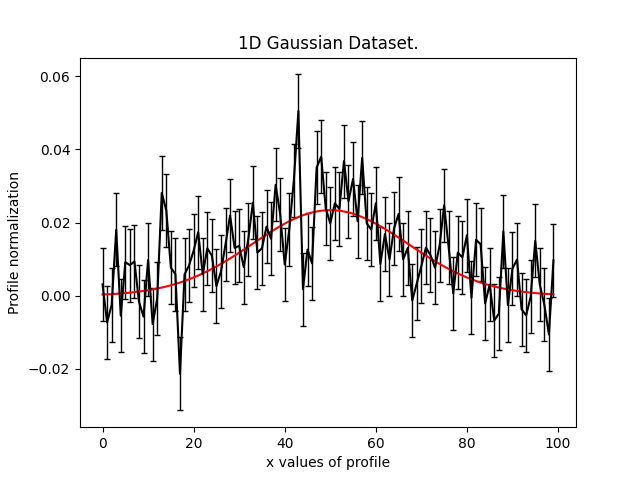 1D Gaussian Dataset.
0.06
0.04
0.02
0.00
−0.02
Profile normalization
0 20 40 60 80 100
x values of profile